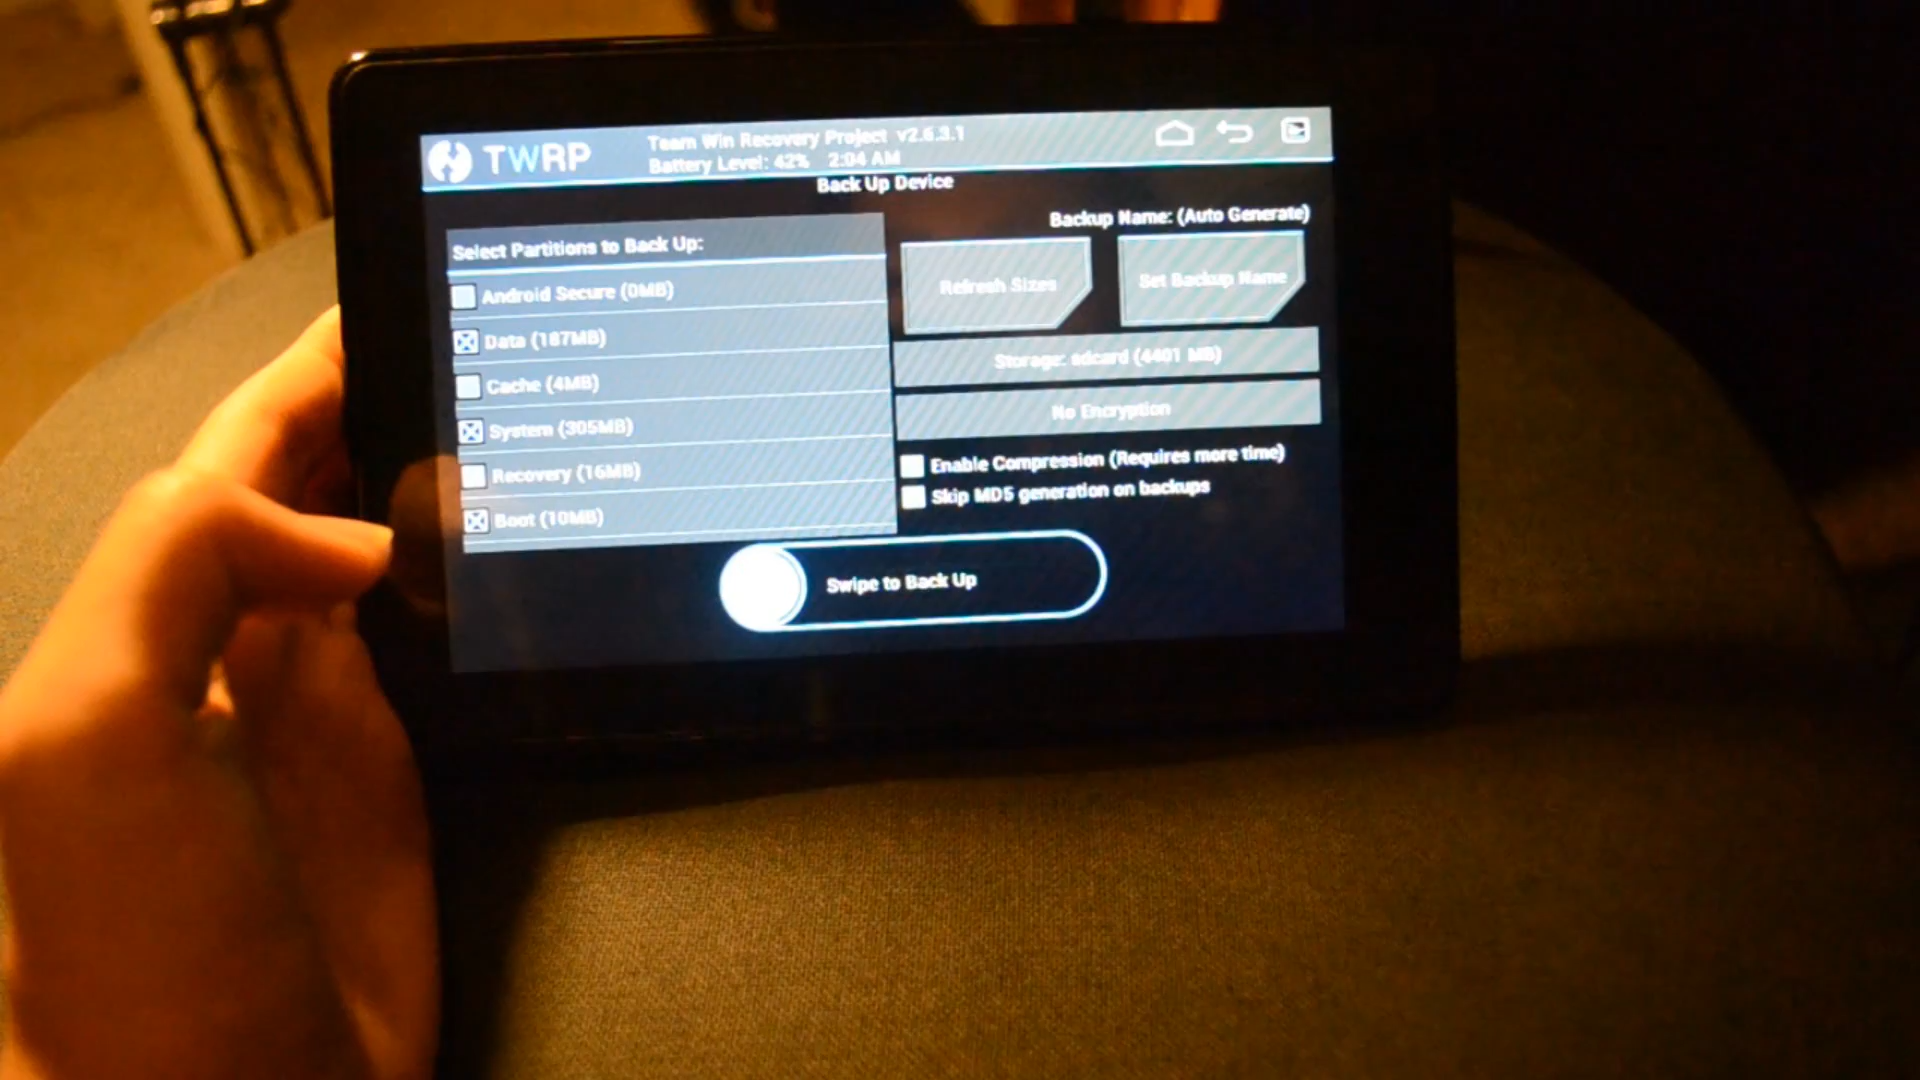 TWRP
Team Win Recovery Project v2.6.3.1
Battery Level: 42% 2:04 AM
Back Up Device
Select Partitions to Back Up:
Android Secure (0MB)
Data (187MB)
Cache (4MB)
System (305MB)
Recovery (16MB)
Boot (10MB)
Backup Name: (Auto Generate)
Refresh Sizes
Set Backup Name
Storage: sdcard (4401 MB)
No Encryption
Enable Compression (Requires more time)
Skip MD5 generation on backups
Swipe to Back Up